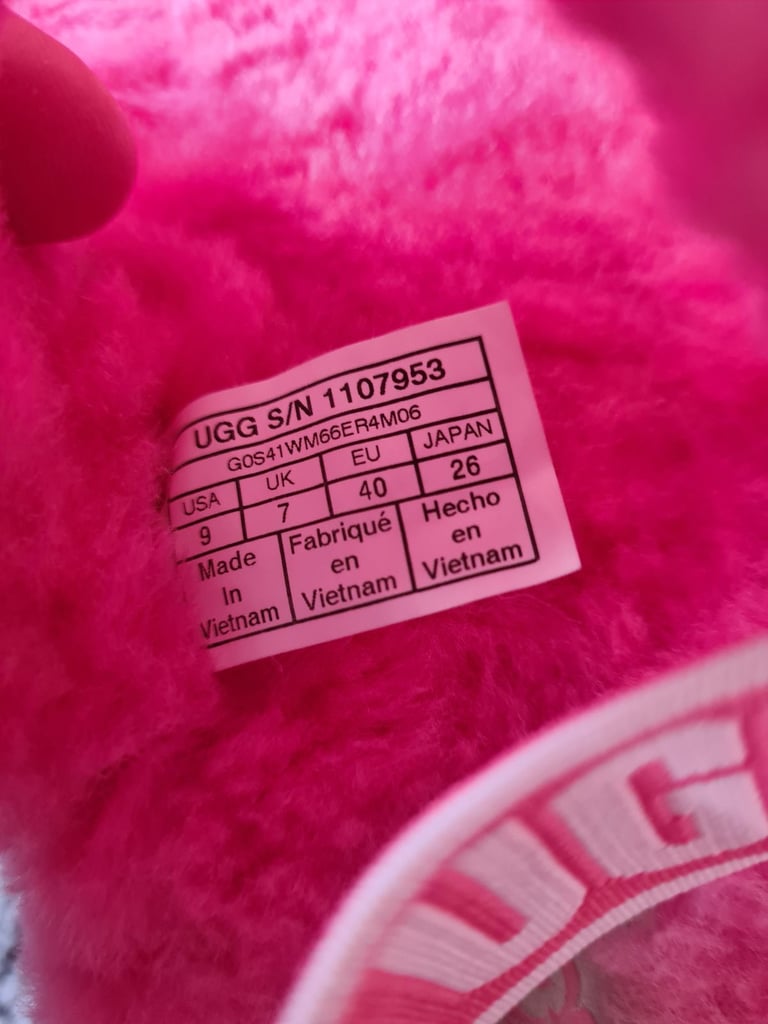 UGG S/N 1107953
G0S41WM66ER4M06
USA UK EU JAPAN
9 7 40 26
Made In Vietnam
Fabriqué en Vietnam
Hecho en Vietnam
UGG